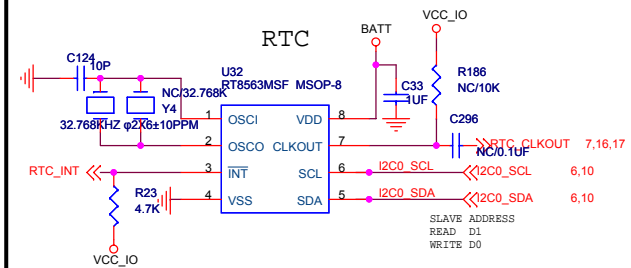 RTC
BATT
VCC_IO
C124
10P
U32
RT8563MSF MSOP-8
NC/32.768K
Y4
32.768KHZ φ2X6±10PPM
C33
1UF
R186
NC/10K
C296
NC/0.1UF
1 OSCI VDD 8
2 OSCO CLKOUT 7
3 INT SCL 6
4 VSS SDA 5
RTC_CLKOUT 7,16,17
I2C0_SCL I2C0_SCL 6,10
I2C0_SDA I2C0_SDA 6,10
RTC_INT
R23
4.7K
VCC_IO
SLAVE ADDRESS
READ D1
WRITE D0